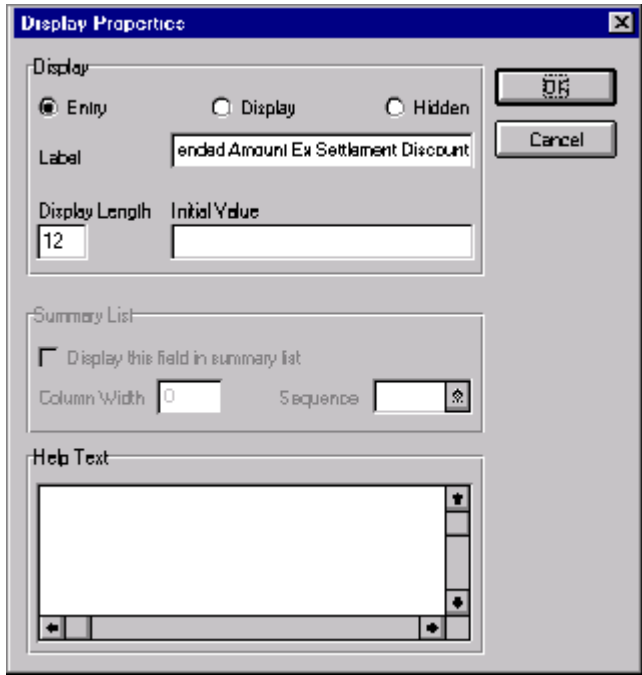 Display Properties
Display
Entry Display Hidden
OK
Cancel
Label ended Amount Ex Settlement Discount
Display Length Initial Value
12
Summary List
Display this field in summary list
Column Width 0 Sequence
Help Text